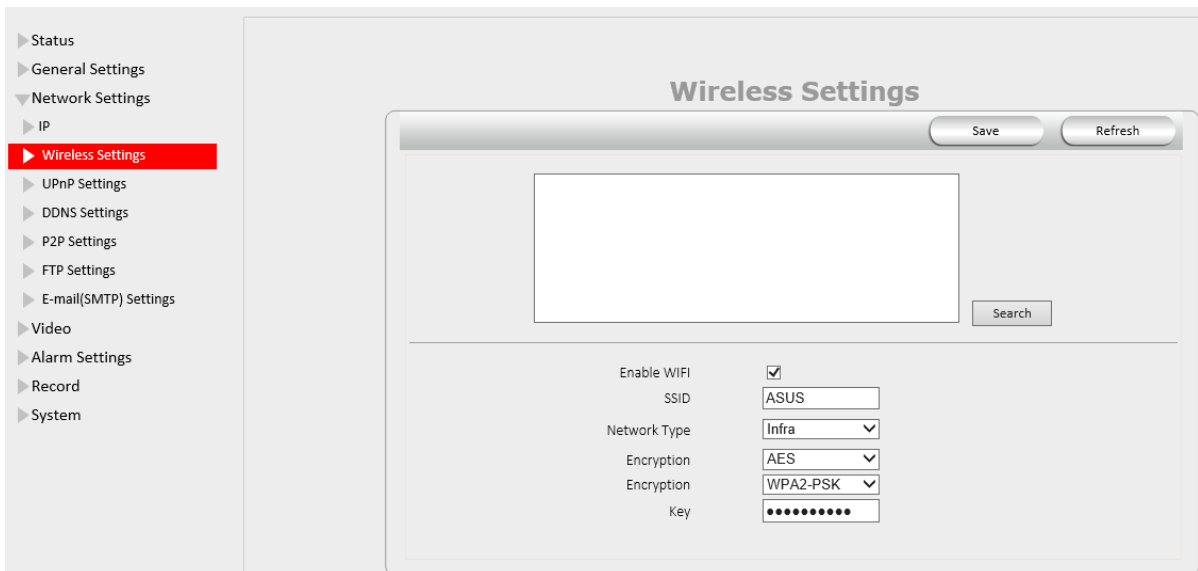 Status
General Settings
Network Settings
IP
Wireless Settings
UPnP Settings
DDNS Settings
P2P Settings
FTP Settings
E-mail(SMTP) Settings
Video
Alarm Settings
Record
System
Wireless Settings
Save Refresh
Search
Enable WIFI
SSID ASUS
Network Type Infra
Encryption AES
Encryption WPA2-PSK
Key ●●●●●●●●●●